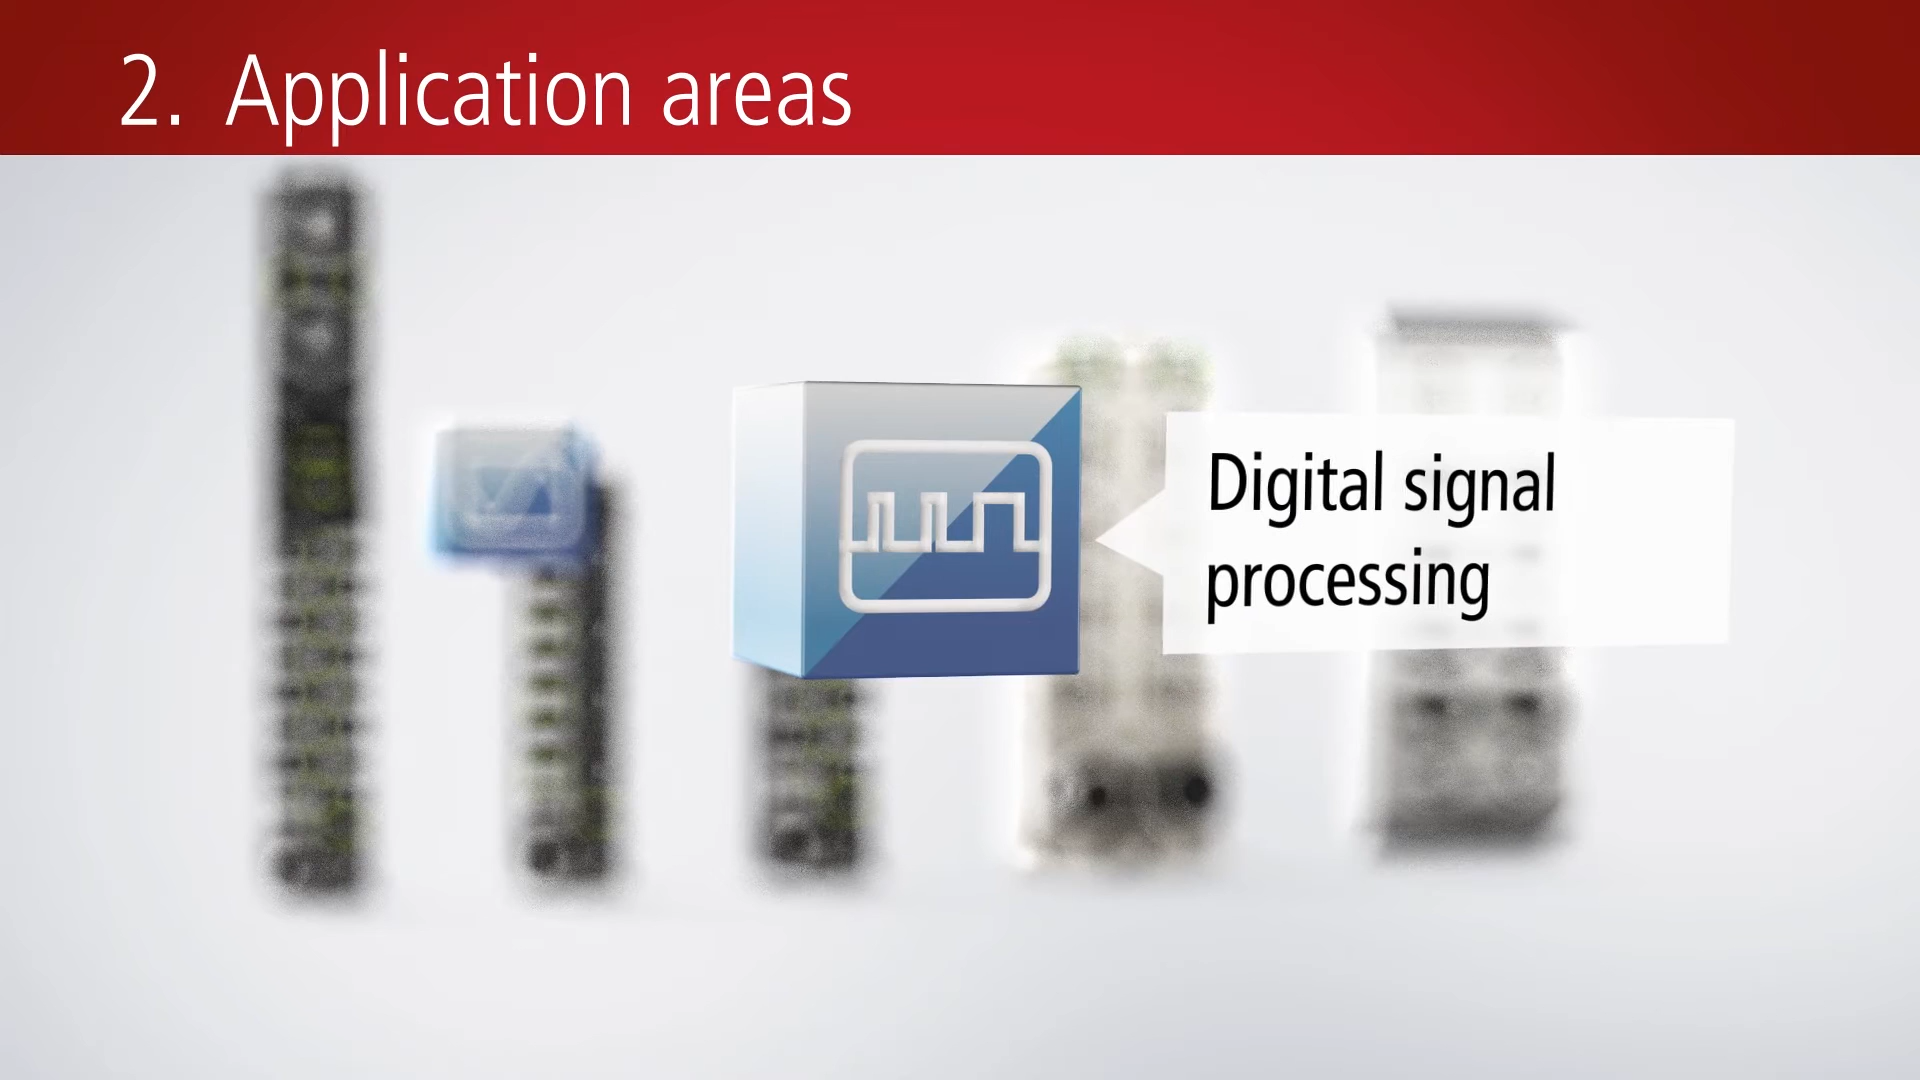 2. Application areas
Digital signal
processing